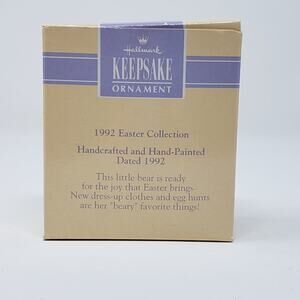 Hallmark
KEEPSAKE
ORNAMENT
1992 Easter Collection
Handcrafted and Hand-Painted
Dated 1992
This little bear is ready
for the joy that Easter brings-
New dress-up clothes and egg hunts
are her "beary" favorite things!